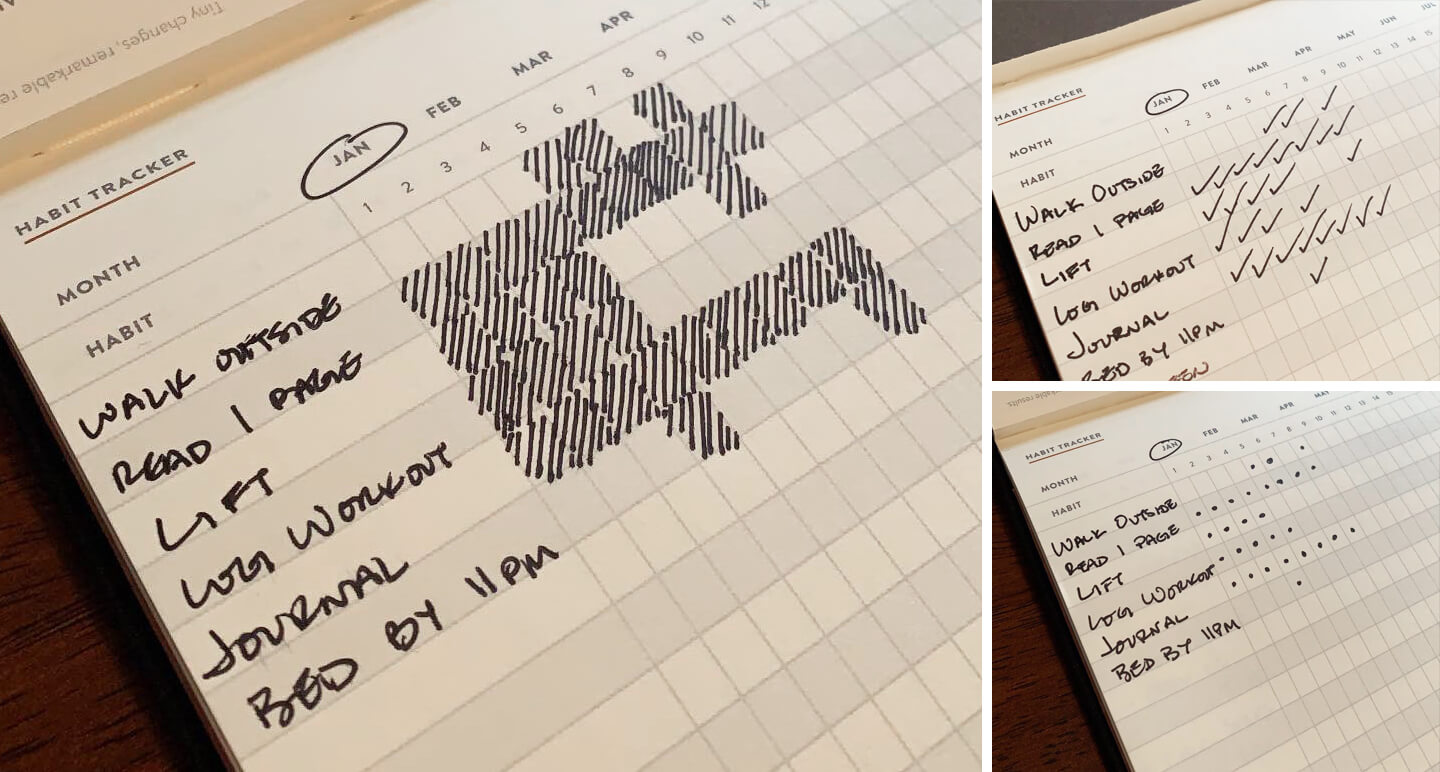 Tiny changes, remarkable re
HABIT TRACKER
JAN FEB MAR APR
MONTH
1 2 3 4 5 6 7 8 9 10 11 12
HABIT
WALK OUTSIDE
READ 1 PAGE
LIFT
LOG WORKOUT
JOURNAL
BED BY 11PM
HABIT TRACKER
JAN FEB MAR APR MAY JUN JUL
MONTH
1 2 3 4 5 6 7 8 9 10 11 12 13 14 15
HABIT
WALK OUTSIDE
READ 1 PAGE
LIFT
LOG WORKOUT
JOURNAL
BED BY 11PM
kable results
HABIT TRACKER
JAN FEB MAR APR MAY
MONTH
1 2 3 4 5 6 7 8 9 10 11 12 13 14
HABIT
WALK OUTSIDE
READ 1 PAGE
LIFT
LOG WORKOUT
JOURNAL
BED BY 11PM